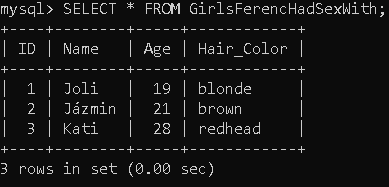 mysql> SELECT * FROM GirlsFerencHadSexWith;
+----+--------+-----+------------+
| ID | Name   | Age | Hair_Color |
+----+--------+-----+------------+
|  1 | Joli   |  19 | blonde     |
|  2 | Jázmin |  21 | brown      |
|  3 | Kati   |  28 | redhead    |
+----+--------+-----+------------+
3 rows in set (0.00 sec)